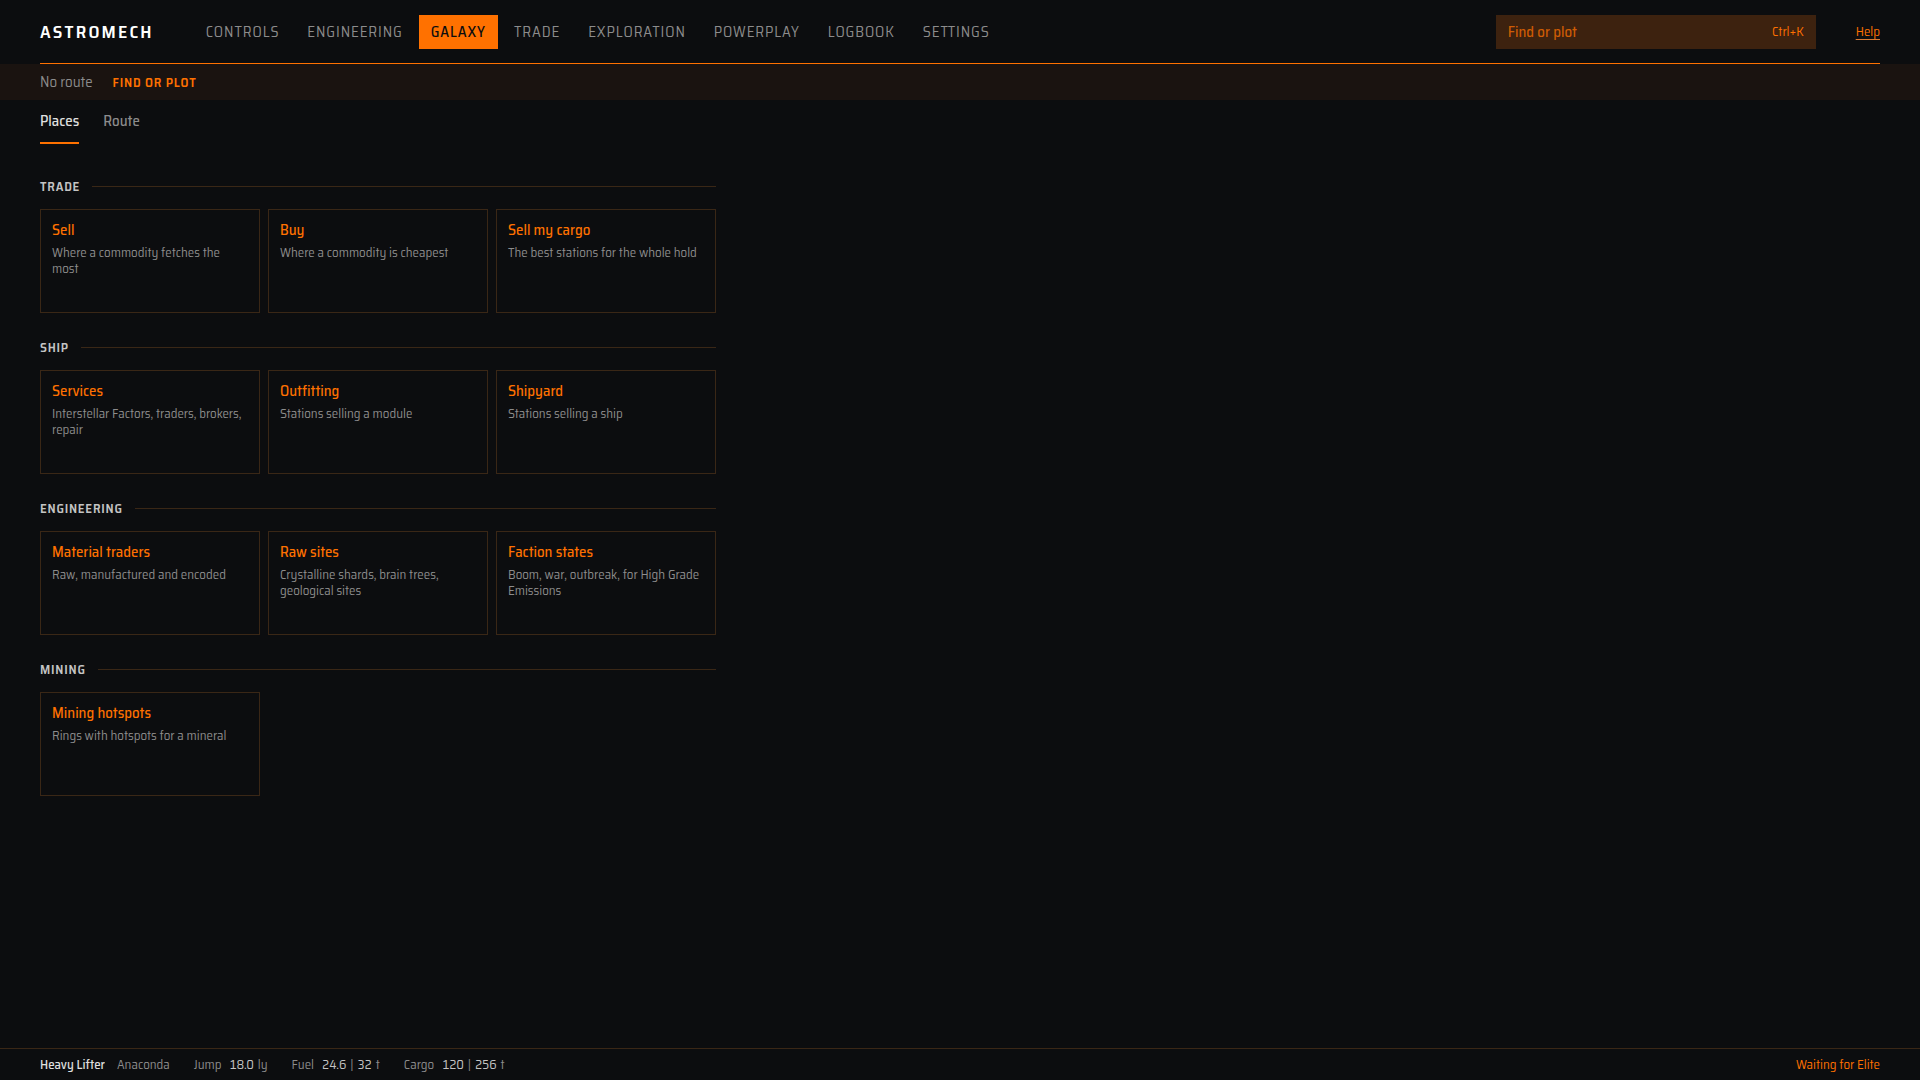 ASTROMECH CONTROLS ENGINEERING GALAXY TRADE EXPLORATION POWERPLAY LOGBOOK SETTINGS Find or plot Ctrl+K Help
No route FIND OR PLOT
Places Route
TRADE
Sell
Where a commodity fetches the
most
Buy
Where a commodity is cheapest
Sell my cargo
The best stations for the whole hold
SHIP
Services
Interstellar Factors, traders, brokers,
repair
Outfitting
Stations selling a module
Shipyard
Stations selling a ship
ENGINEERING
Material traders
Raw, manufactured and encoded
Raw sites
Crystalline shards, brain trees,
geological sites
Faction states
Boom, war, outbreak, for High Grade
Emissions
MINING
Mining hotspots
Rings with hotspots for a mineral
Heavy Lifter Anaconda Jump 18.0 ly Fuel 24.6 | 32 t Cargo 120 | 256 t Waiting for Elite